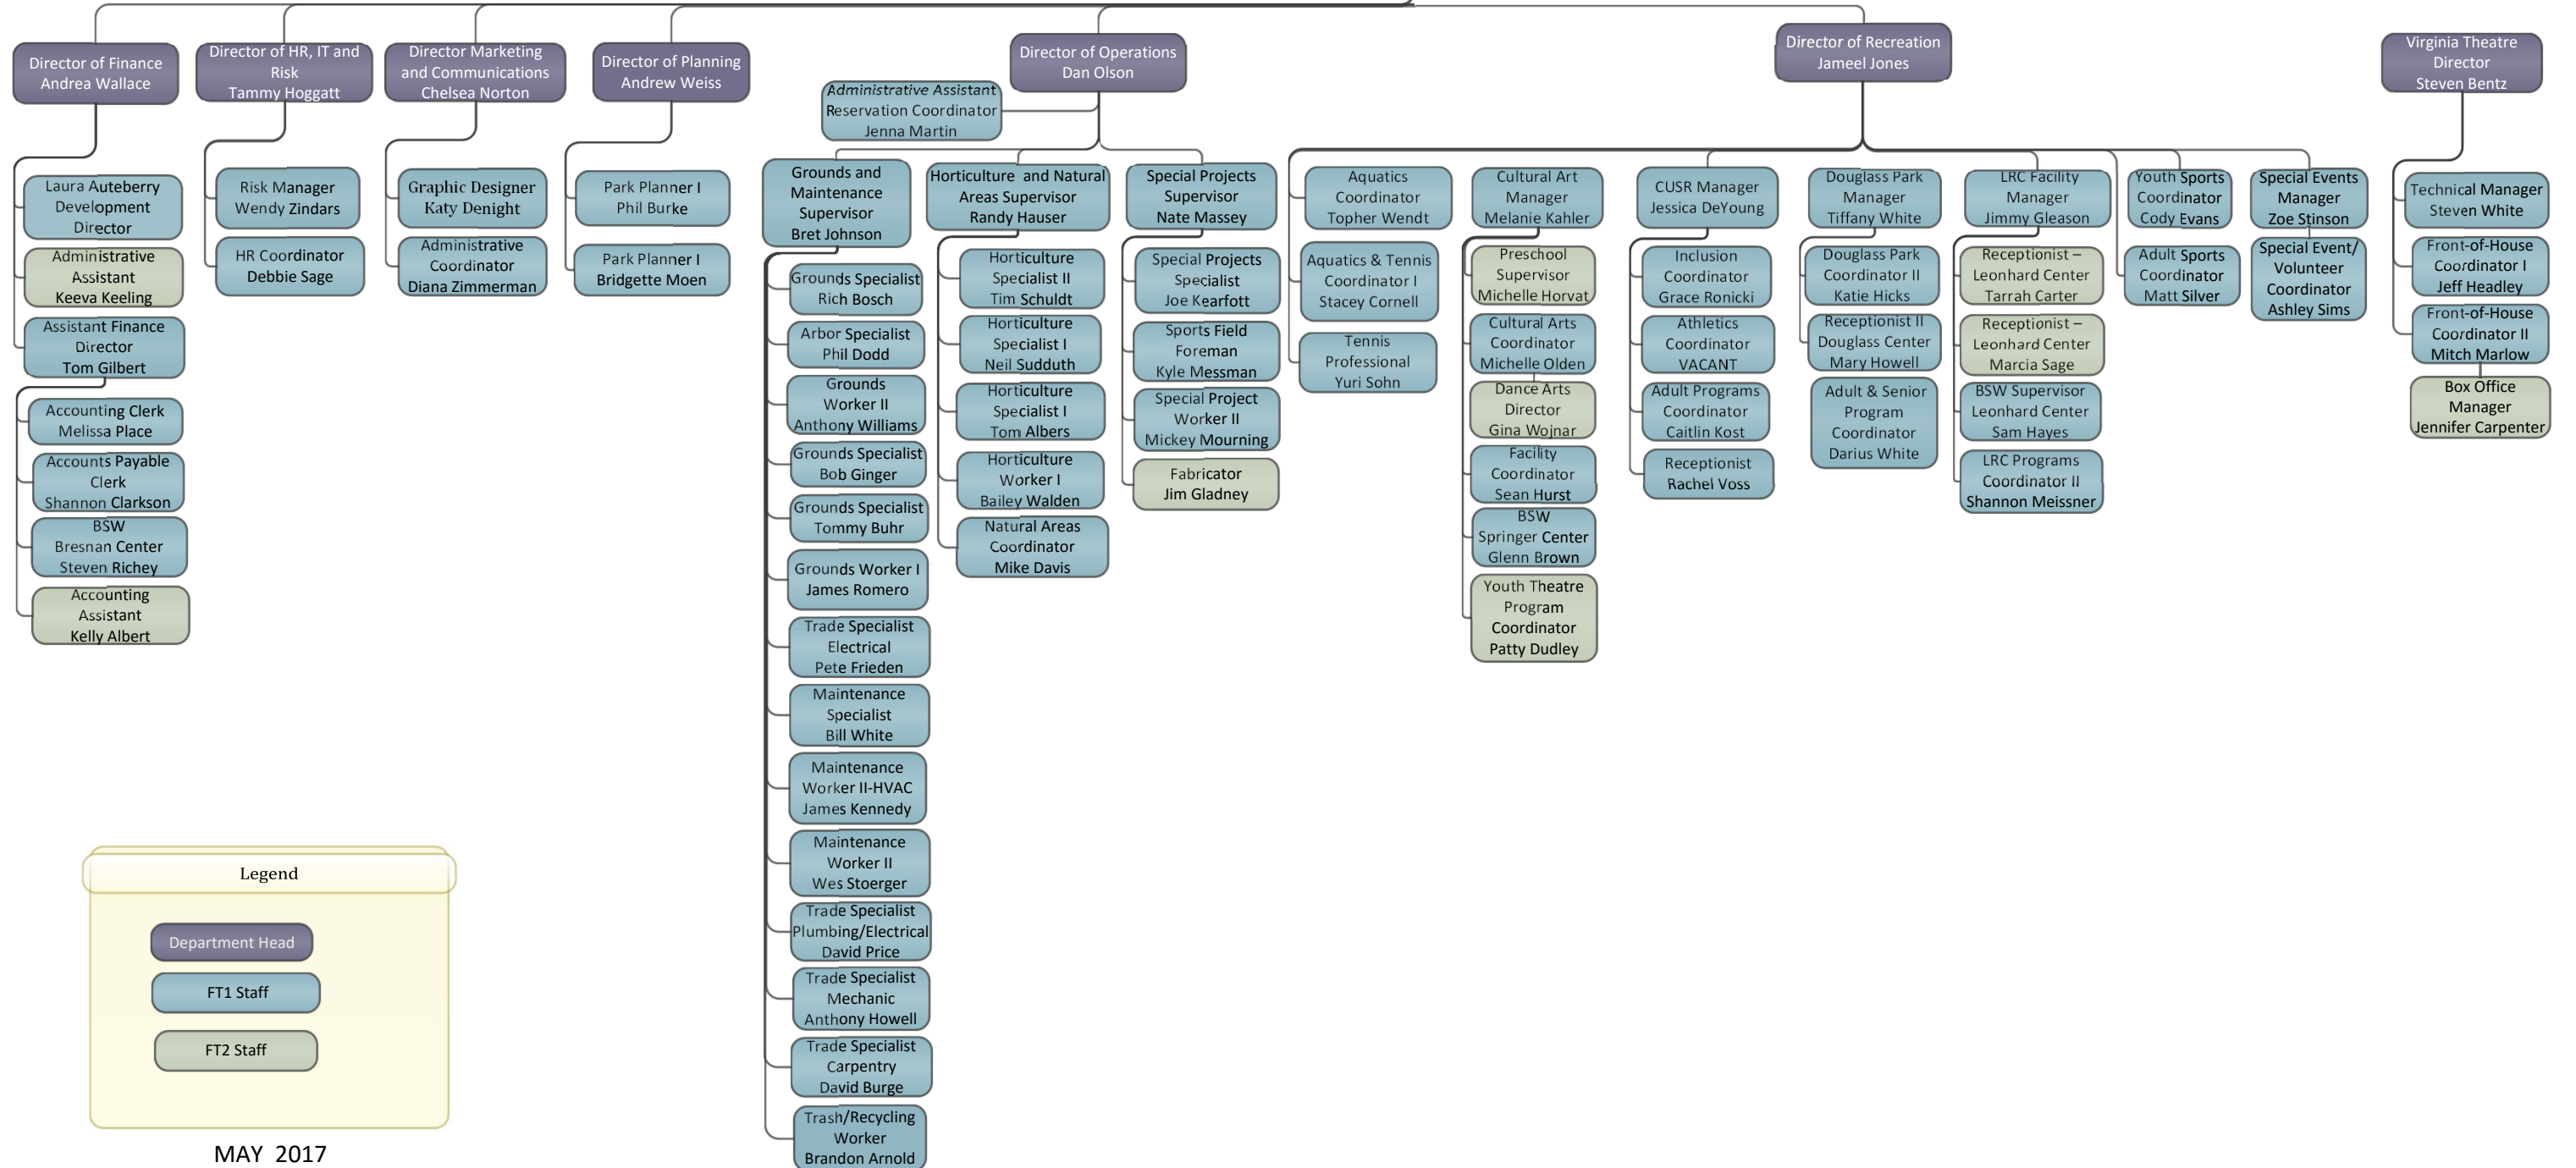 Director of Finance
Andrea Wallace
Director of HR, IT and
Risk
Tammy Hoggatt
Director Marketing
and Communications
Chelsea Norton
Director of Planning
Andrew Weiss
Director of Operations
Dan Olson
Director of Recreation
Jameel Jones
Virginia Theatre
Director
Steven Bentz
Administrative Assistant
Reservation Coordinator
Jenna Martin
Laura Auteberry
Development
Director
Administrative
Assistant
Keeva Keeling
Assistant Finance
Director
Tom Gilbert
Accounting Clerk
Melissa Place
Accounts Payable
Clerk
Shannon Clarkson
BSW
Bresnan Center
Steven Richey
Accounting
Assistant
Kelly Albert
Risk Manager
Wendy Zindars
HR Coordinator
Debbie Sage
Graphic Designer
Katy Denight
Administrative
Coordinator
Diana Zimmerman
Park Planner I
Phil Burke
Park Planner I
Bridgette Moen
Grounds and
Maintenance
Supervisor
Bret Johnson
Grounds Specialist
Rich Bosch
Arbor Specialist
Phil Dodd
Grounds
Worker II
Anthony Williams
Grounds Specialist
Bob Ginger
Grounds Specialist
Tommy Buhr
Grounds Worker I
James Romero
Trade Specialist
Electrical
Pete Frieden
Maintenance
Specialist
Bill White
Maintenance
Worker II-HVAC
James Kennedy
Maintenance
Worker II
Wes Stoerger
Trade Specialist
Plumbing/Electrical
David Price
Trade Specialist
Mechanic
Anthony Howell
Trade Specialist
Carpentry
David Burge
Trash/Recycling
Worker
Brandon Arnold
Horticulture and Natural
Areas Supervisor
Randy Hauser
Horticulture
Specialist II
Tim Schuldt
Horticulture
Specialist I
Neil Sudduth
Horticulture
Specialist I
Tom Albers
Horticulture
Worker I
Bailey Walden
Natural Areas
Coordinator
Mike Davis
Special Projects
Supervisor
Nate Massey
Special Projects
Specialist
Joe Kearfott
Sports Field
Foreman
Kyle Messman
Special Project
Worker II
Mickey Mourning
Fabricator
Jim Gladney
Aquatics
Coordinator
Topher Wendt
Aquatics & Tennis
Coordinator I
Stacey Cornell
Tennis
Professional
Yuri Sohn
Cultural Art
Manager
Melanie Kahler
Preschool
Supervisor
Michelle Horvat
Cultural Arts
Coordinator
Michelle Olden
Dance Arts
Director
Gina Wojnar
Facility
Coordinator
Sean Hurst
BSW
Springer Center
Glenn Brown
Youth Theatre
Program
Coordinator
Patty Dudley
CUSR Manager
Jessica DeYoung
Inclusion
Coordinator
Grace Ronicki
Athletics
Coordinator
VACANT
Adult Programs
Coordinator
Caitlin Kost
Receptionist
Rachel Voss
Douglass Park
Manager
Tiffany White
Douglass Park
Coordinator II
Katie Hicks
Receptionist II
Douglass Center
Mary Howell
Adult & Senior
Program
Coordinator
Darius White
LRC Facility
Manager
Jimmy Gleason
Receptionist –
Leonhard Center
Tarrah Carter
Receptionist –
Leonhard Center
Marcia Sage
BSW Supervisor
Leonhard Center
Sam Hayes
LRC Programs
Coordinator II
Shannon Meissner
Youth Sports
Coordinator
Cody Evans
Adult Sports
Coordinator
Matt Silver
Special Events
Manager
Zoe Stinson
Special Event/
Volunteer
Coordinator
Ashley Sims
Technical Manager
Steven White
Front-of-House
Coordinator I
Jeff Headley
Front-of-House
Coordinator II
Mitch Marlow
Box Office
Manager
Jennifer Carpenter
Legend
Department Head
FT1 Staff
FT2 Staff
MAY 2017